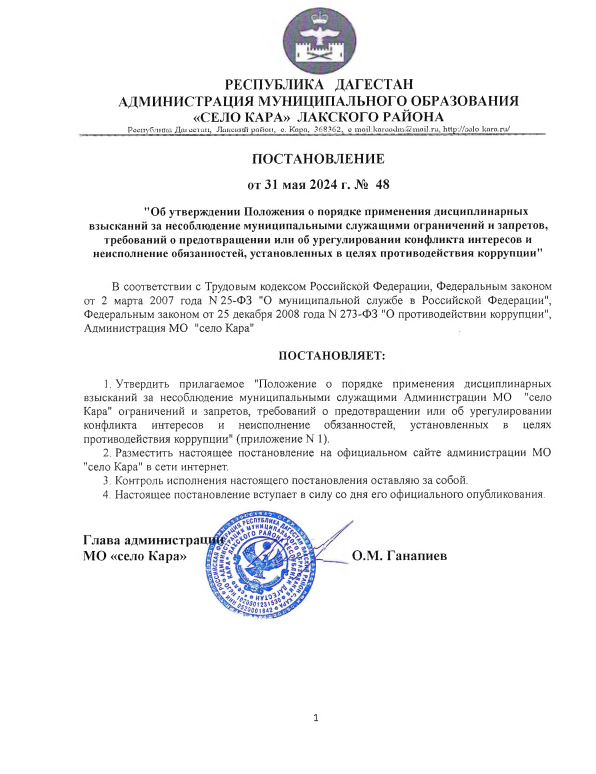 РЕСПУБЛИКА ДАГЕСТАН
АДМИНИСТРАЦИЯ МУНИЦИПАЛЬНОГО ОБРАЗОВАНИЯ
«СЕЛО КАРА» ЛАКСКОГО РАЙОНА
Республика Дагестан, Лакский район, с. Кара, 368362, e mail:karaadm@mail.ru, http://selo kara.ru/
ПОСТАНОВЛЕНИЕ
от 31 мая 2024 г. № 48
"Об утверждении Положения о порядке применения дисциплинарных
взысканий за несоблюдение муниципальными служащими ограничений и запретов,
требований о предотвращении или об урегулировании конфликта интересов и
неисполнение обязанностей, установленных в целях противодействия коррупции"
В соответствии с Трудовым кодексом Российской Федерации, Федеральным законом
от 2 марта 2007 года N 25-ФЗ "О муниципальной службе в Российской Федерации",
Федеральным законом от 25 декабря 2008 года N 273-ФЗ "О противодействии коррупции",
Администрация МО "село Кара"
ПОСТАНОВЛЯЕТ:
1. Утвердить прилагаемое "Положение о порядке применения дисциплинарных
взысканий за несоблюдение муниципальными служащими Администрации МО "село
Кара" ограничений и запретов, требований о предотвращении или об урегулировании
конфликта интересов и неисполнение обязанностей, установленных в целях
противодействия коррупции" (приложение N 1).
2. Разместить настоящее постановление на официальном сайте администрации МО
"село Кара" в сети интернет.
3. Контроль исполнения настоящего постановления оставляю за собой.
4. Настоящее постановление вступает в силу со дня его официального опубликования.
Глава администрации
МО «село Кара» О.М. Ганапиев
1